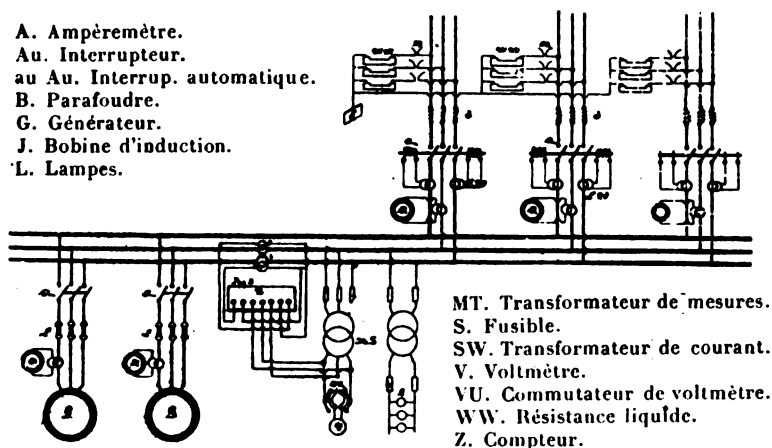 A. Ampèremètre.
Au. Interrupteur.
au Au. Interrup. automatique.
B. Parafoudre.
G. Générateur.
J. Bobine d'induction.
L. Lampes.
MT. Transformateur de mesures.
S. Fusible.
SW. Transformateur de courant.
V. Voltmètre.
VU. Commutateur de voltmètre.
WW. Résistance liquide.
Z. Compteur.